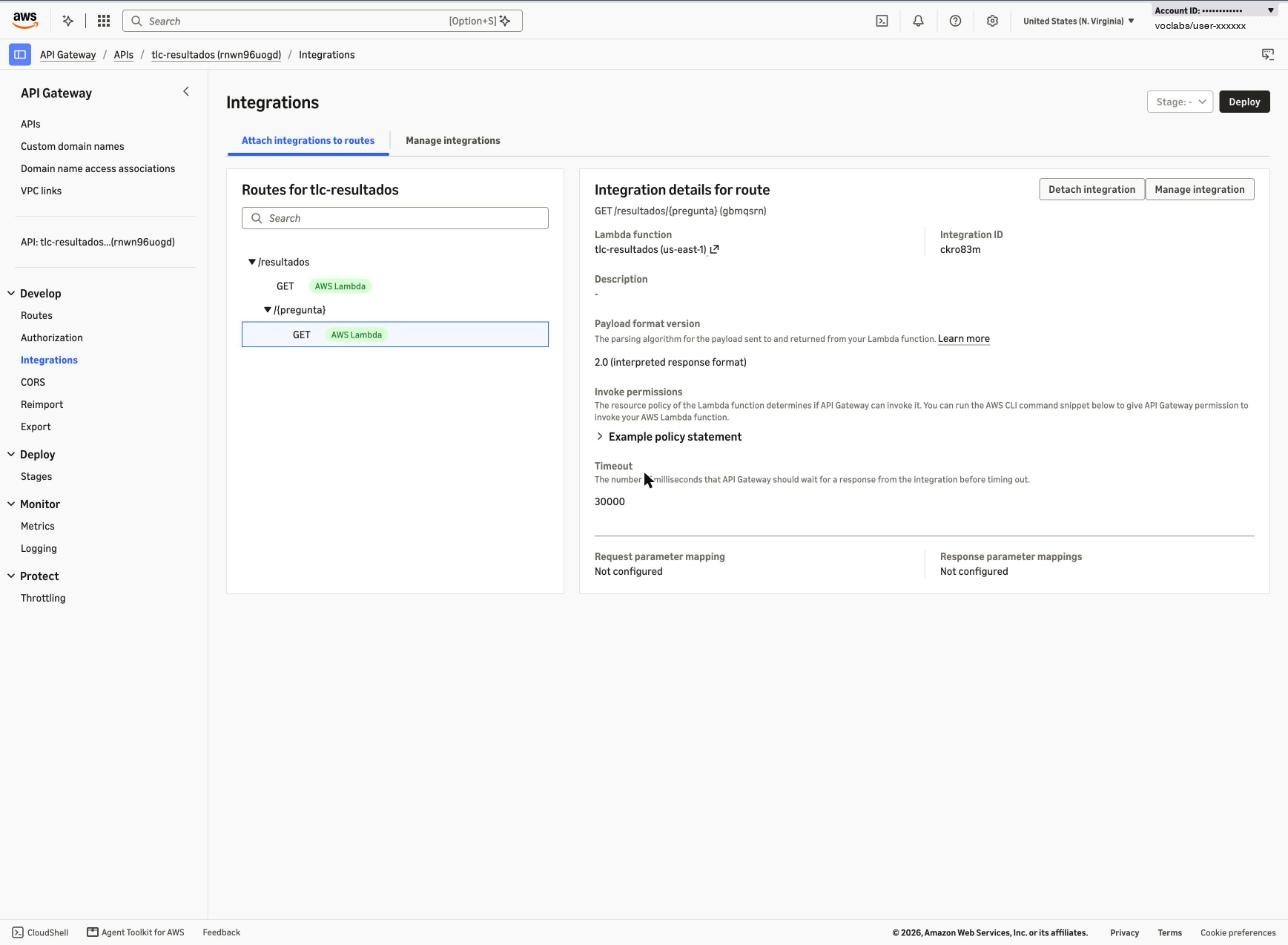 aws
Search
[Option+S]
United States (N. Virginia)
Account ID: ••••••••••••
voclabs/user-xxxxxx
API Gateway / APIs / tlc-resultados (rnwn96uogd) / Integrations
API Gateway
APIs
Custom domain names
Domain name access associations
VPC links
API: tlc-resultados...(rnwn96uogd)
Develop
Routes
Authorization
Integrations
CORS
Reimport
Export
Deploy
Stages
Monitor
Metrics
Logging
Protect
Throttling
Integrations
Stage: -
Deploy
Attach integrations to routes
Manage integrations
Routes for tlc-resultados
Search
/resultados
GET AWS Lambda
/{pregunta}
GET AWS Lambda
Integration details for route
Detach integration
Manage integration
GET /resultados/{pregunta} (gbmqsrn)
Lambda function
tlc-resultados (us-east-1)
Integration ID
ckro83m
Description
-
Payload format version
The parsing algorithm for the payload sent to and returned from your Lambda function. Learn more
2.0 (interpreted response format)
Invoke permissions
The resource policy of the Lambda function determines if API Gateway can invoke it. You can run the AWS CLI command snippet below to give API Gateway permission to
invoke your AWS Lambda function.
Example policy statement
Timeout
The number milliseconds that API Gateway should wait for a response from the integration before timing out.
30000
Request parameter mapping
Not configured
Response parameter mappings
Not configured
CloudShell
Agent Toolkit for AWS
Feedback
© 2026, Amazon Web Services, Inc. or its affiliates.
Privacy
Terms
Cookie preferences